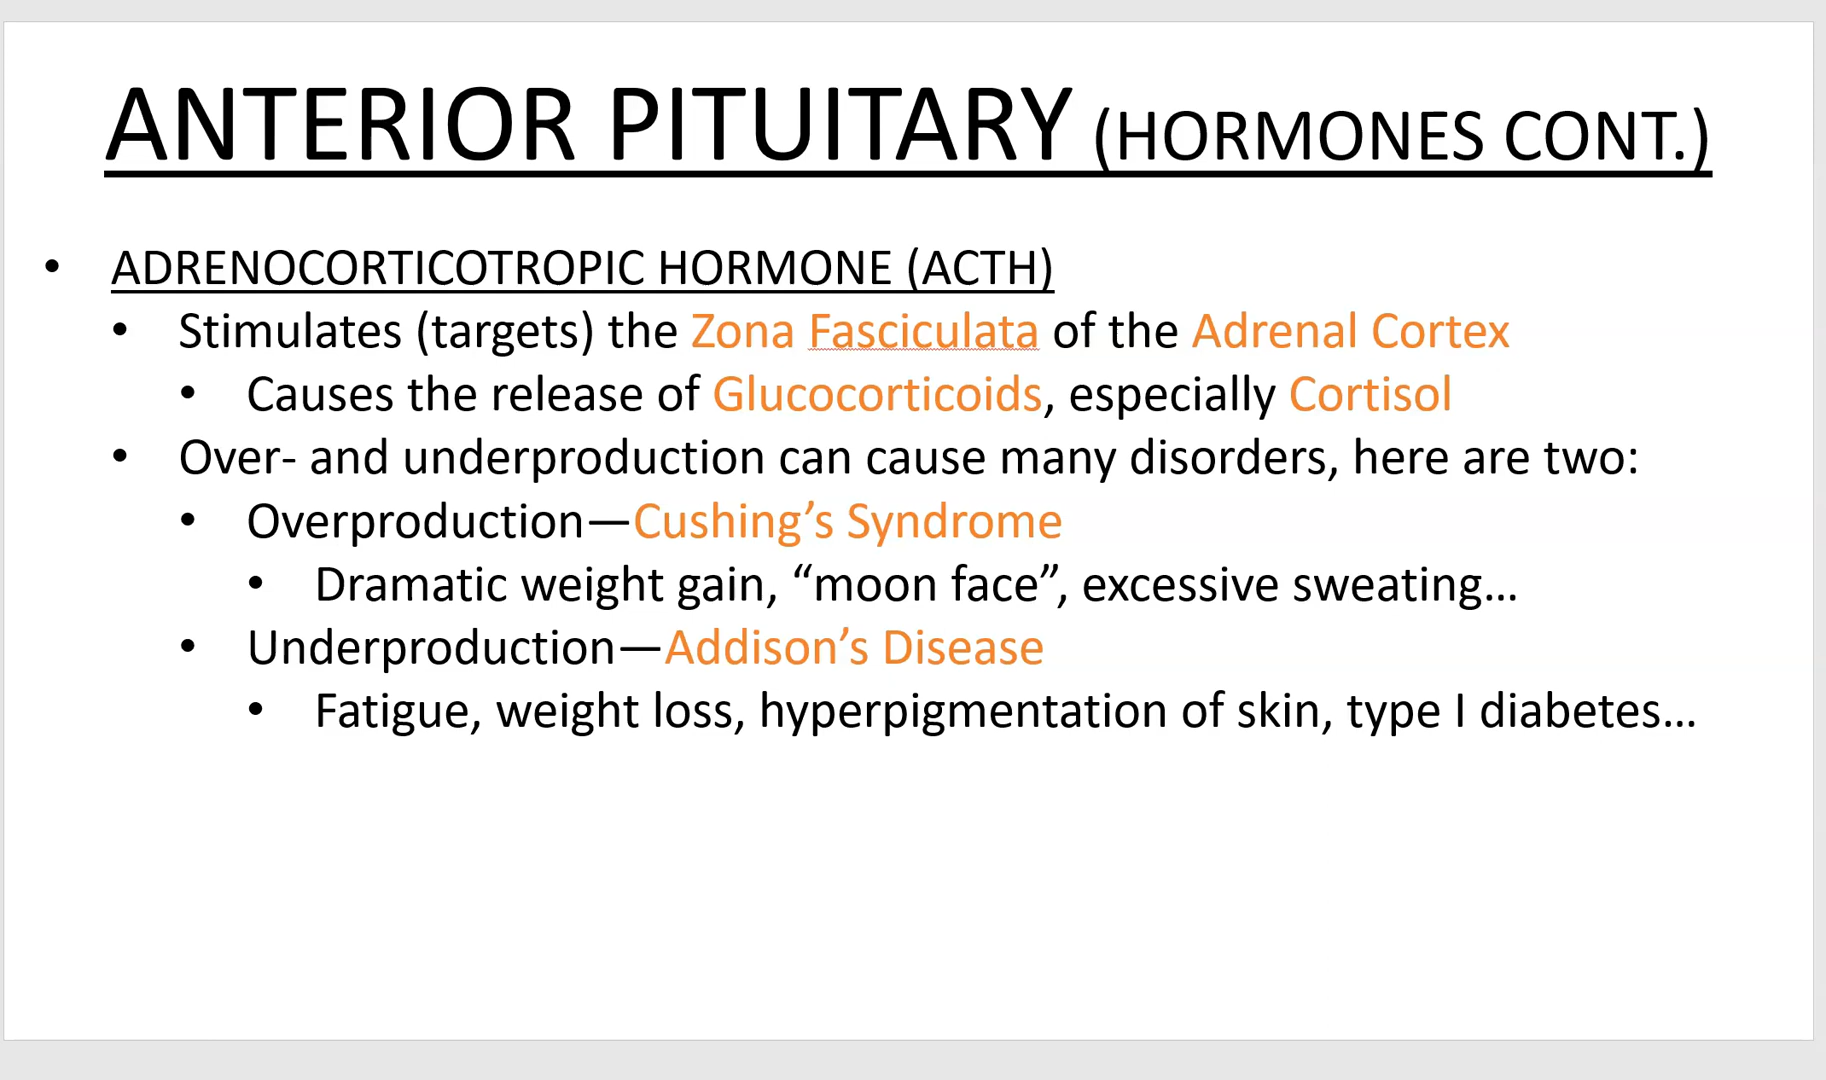 ANTERIOR PITUITARY (HORMONES CONT.)
• ADRENOCORTICOTROPIC HORMONE (ACTH)
• Stimulates (targets) the Zona Fasciculata of the Adrenal Cortex
• Causes the release of Glucocorticoids, especially Cortisol
• Over- and underproduction can cause many disorders, here are two:
• Overproduction—Cushing’s Syndrome
• Dramatic weight gain, “moon face”, excessive sweating…
• Underproduction—Addison’s Disease
• Fatigue, weight loss, hyperpigmentation of skin, type I diabetes…